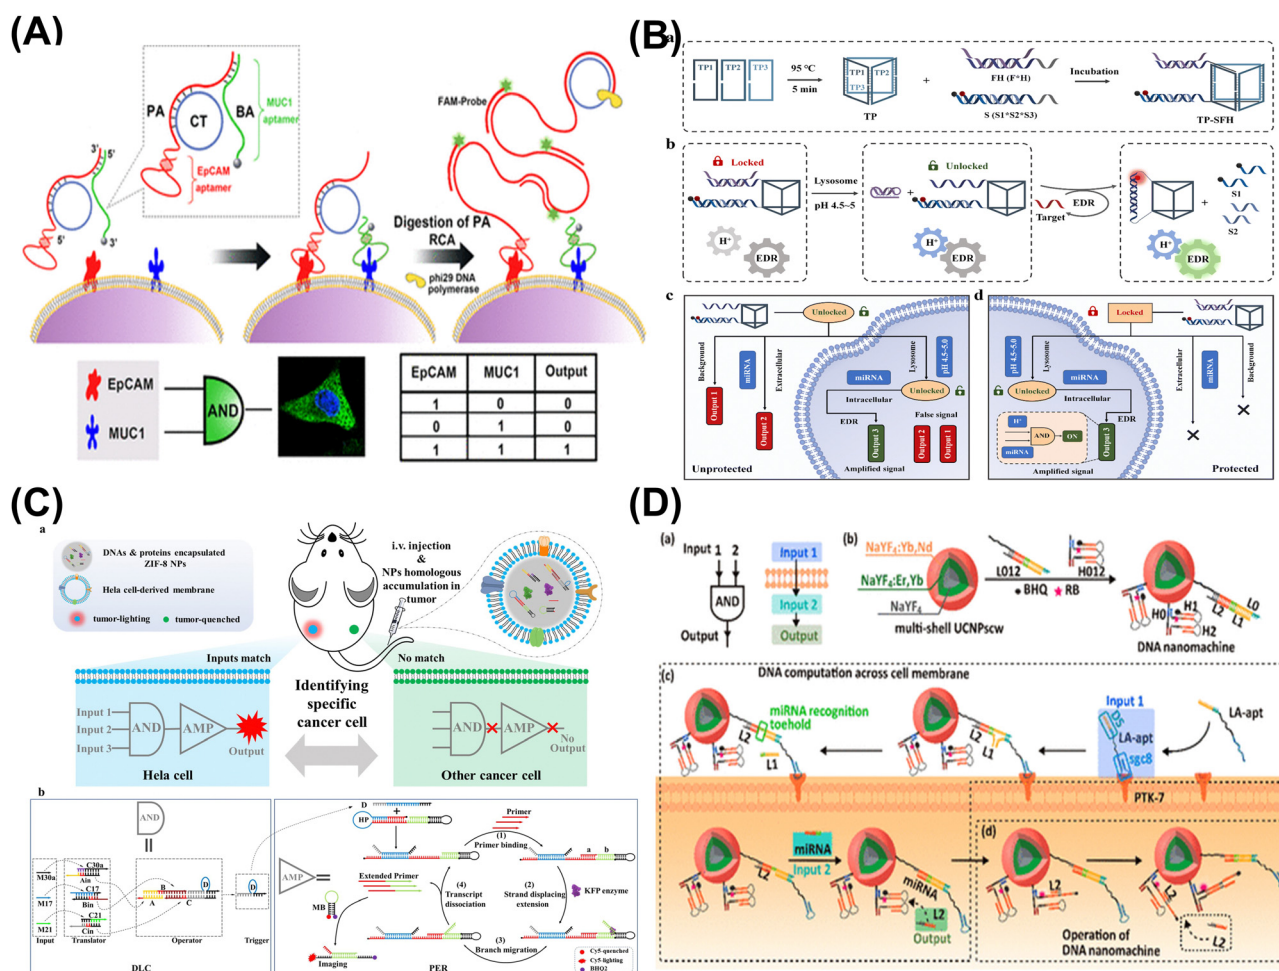 (A)
PA
CT
BA
MUC1
aptamer
3'
5'
EpCAM
aptamer
5'
3'
FAM-Probe
Digestion of PA
RCA
phi29 DNA
polymerase
EpCAM
MUC1
AND
EpCAM MUC1 Output
1 0 0
0 1 0
1 1 1
(B)
a
TP1 TP2 TP3
95 °C
5 min
TP1 TP2
TP3
TP
+
FH (F*H)
S (S1*S2*S3)
Incubation
TP-SFH
b
Locked
H+
EDR
Lysosome
pH 4.5~5
+
Unlocked
H+
EDR
Target
EDR
+
S1
S2
H+
EDR
c
Unlocked
Background
miRNA
Extracellular
Lysosome
pH 4.5~5.0
Output 1
Output 2
miRNA
Intracellular
Unlocked
EDR
False signal
Output 3
Output 2
Output 1
Unprotected
Amplified signal
d
Locked
pH 4.5~5.0
Lysosome
miRNA
Unlocked
Intracellular
EDR
H+
AND
ON
miRNA
Output 3
Amplified signal
Extracellular
miRNA
Background
Protected
(C)
a
DNAs & proteins encapsulated
ZIF-8 NPs
Hela cell-derived membrane
tumor-lighting
tumor-quenched
i.v. injection
&
NPs homologous
accumulation in
tumor
Inputs match
No match
Input 1
Input 2
Input 3
AND
AMP
Output
Hela cell
Identifying
specific
cancer cell
AND
AMP
No
Output
Other cancer cell
b
AND
M30a
M17
M21
Input
C30a
Ain
C17
Bin
C21
Cin
Translator
A
B
C
D
Operator
D
Trigger
DLC
AMP
D
+
HP
Primer
(1)
Primer binding
a b
(2)
Strand displacing
extension
KFP enzyme
(3)
Branch migration
(4)
Transcript
dissociation
Extended Primer
MB
Imaging
Cy5-quenched
Cy5-lighting
BHQ2
PER
(D)
(a)
Input 1 2
AND
Output
Input 1
Input 2
Output
(b)
NaYF4:Yb,Nd
NaYF4:Er,Yb
NaYF4
multi-shell UCNPscw
L012
H012
BHQ RB
H0
H1
H2
L2
L1
L0
DNA nanomachine
(c)
DNA computation across cell membrane
miRNA recognition
toehold
L2
L1
L2
L1
Input 1
DS
LA-apt
sgc8
LA-apt
PTK-7
L2
miRNA
Input 2
miRNA
L2
Output
(d)
L2
L2
Operation of
DNA nanomachine